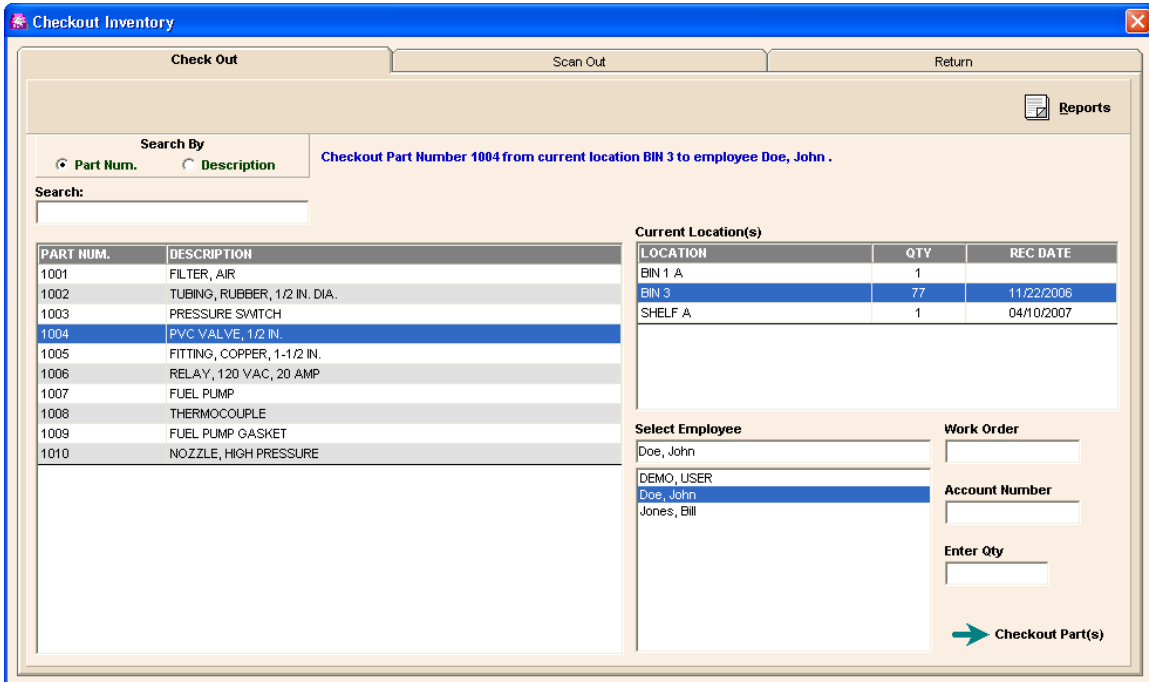 Checkout Inventory
Check Out Scan Out Return
Reports
Search By
Part Num. Description
Checkout Part Number 1004 from current location BIN 3 to employee Doe, John .
Search:
PART NUM. DESCRIPTION
1001 FILTER, AIR
1002 TUBING, RUBBER, 1/2 IN. DIA.
1003 PRESSURE SWITCH
1004 PVC VALVE, 1/2 IN.
1005 FITTING, COPPER, 1-1/2 IN.
1006 RELAY, 120 VAC, 20 AMP
1007 FUEL PUMP
1008 THERMOCOUPLE
1009 FUEL PUMP GASKET
1010 NOZZLE, HIGH PRESSURE
Current Location(s)
LOCATION QTY REC DATE
BIN 1 A 1
BIN 3 77 11/22/2006
SHELF A 1 04/10/2007
Select Employee
Doe, John
DEMO, USER
Doe, John
Jones, Bill
Work Order
Account Number
Enter Qty
Checkout Part(s)